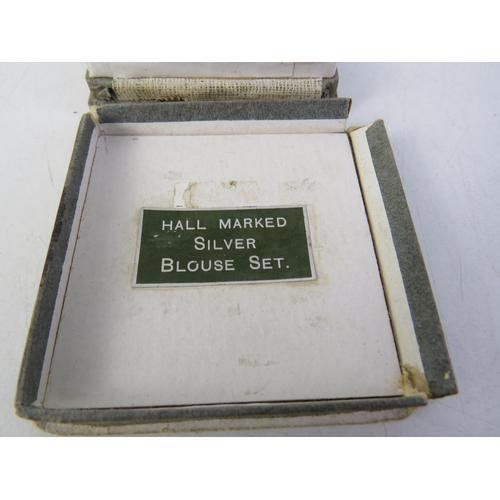 HALL MARKED
SILVER
BLOUSE SET.